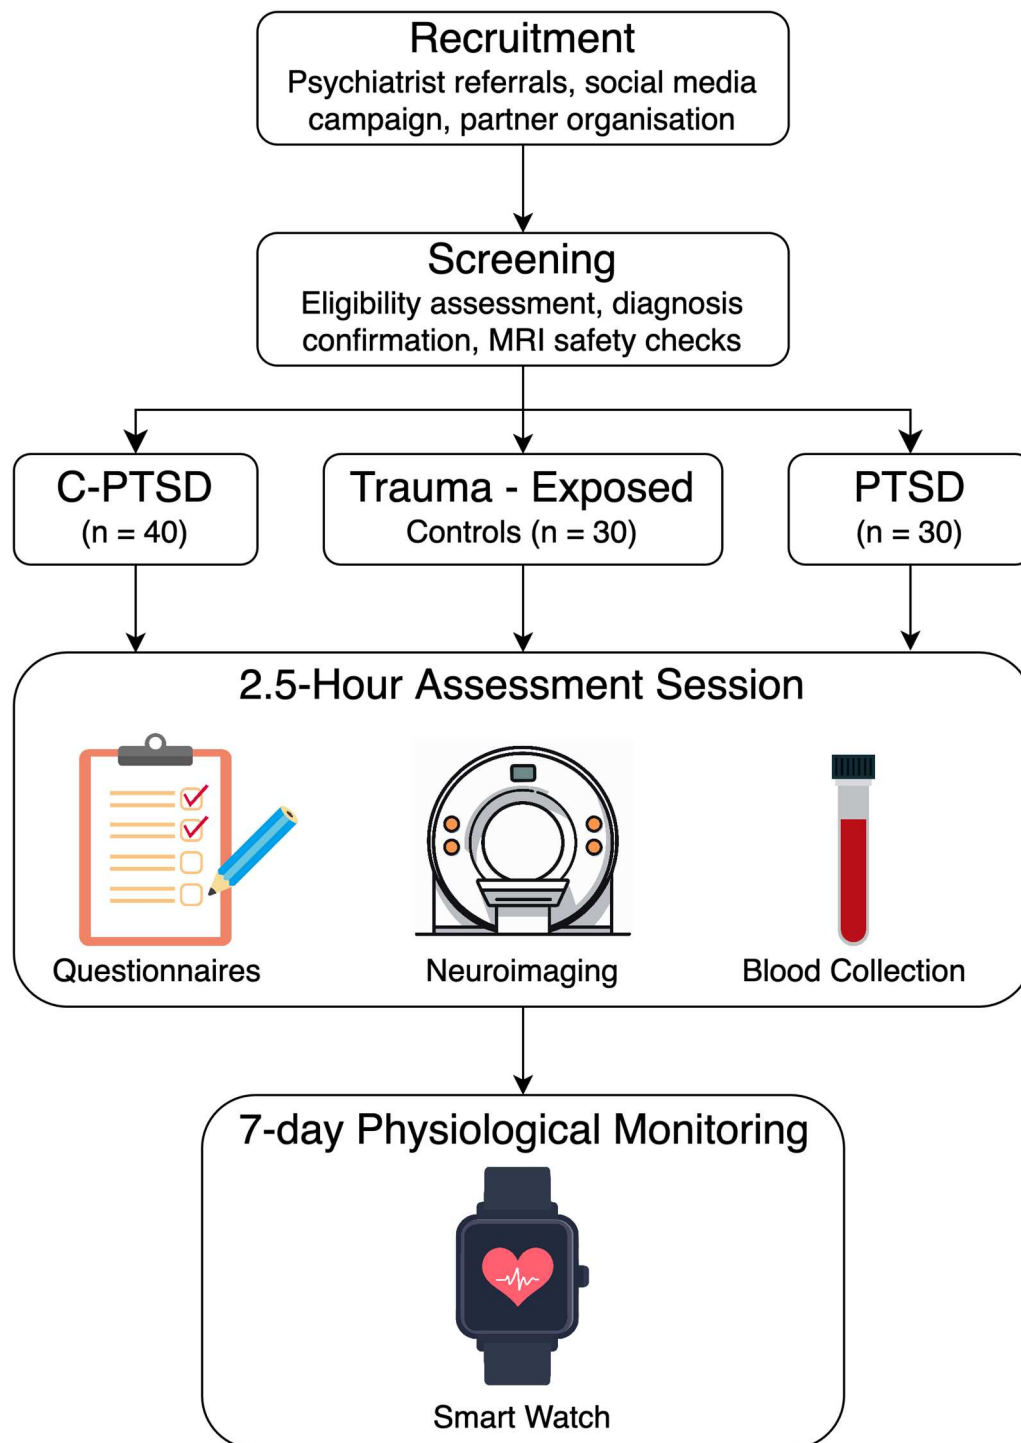 Recruitment
Psychiatrist referrals, social media
campaign, partner organisation
Screening
Eligibility assessment, diagnosis
confirmation, MRI safety checks
C-PTSD
(n = 40)
Trauma - Exposed
Controls (n = 30)
PTSD
(n = 30)
2.5-Hour Assessment Session
Questionnaires
Neuroimaging
Blood Collection
7-day Physiological Monitoring
Smart Watch